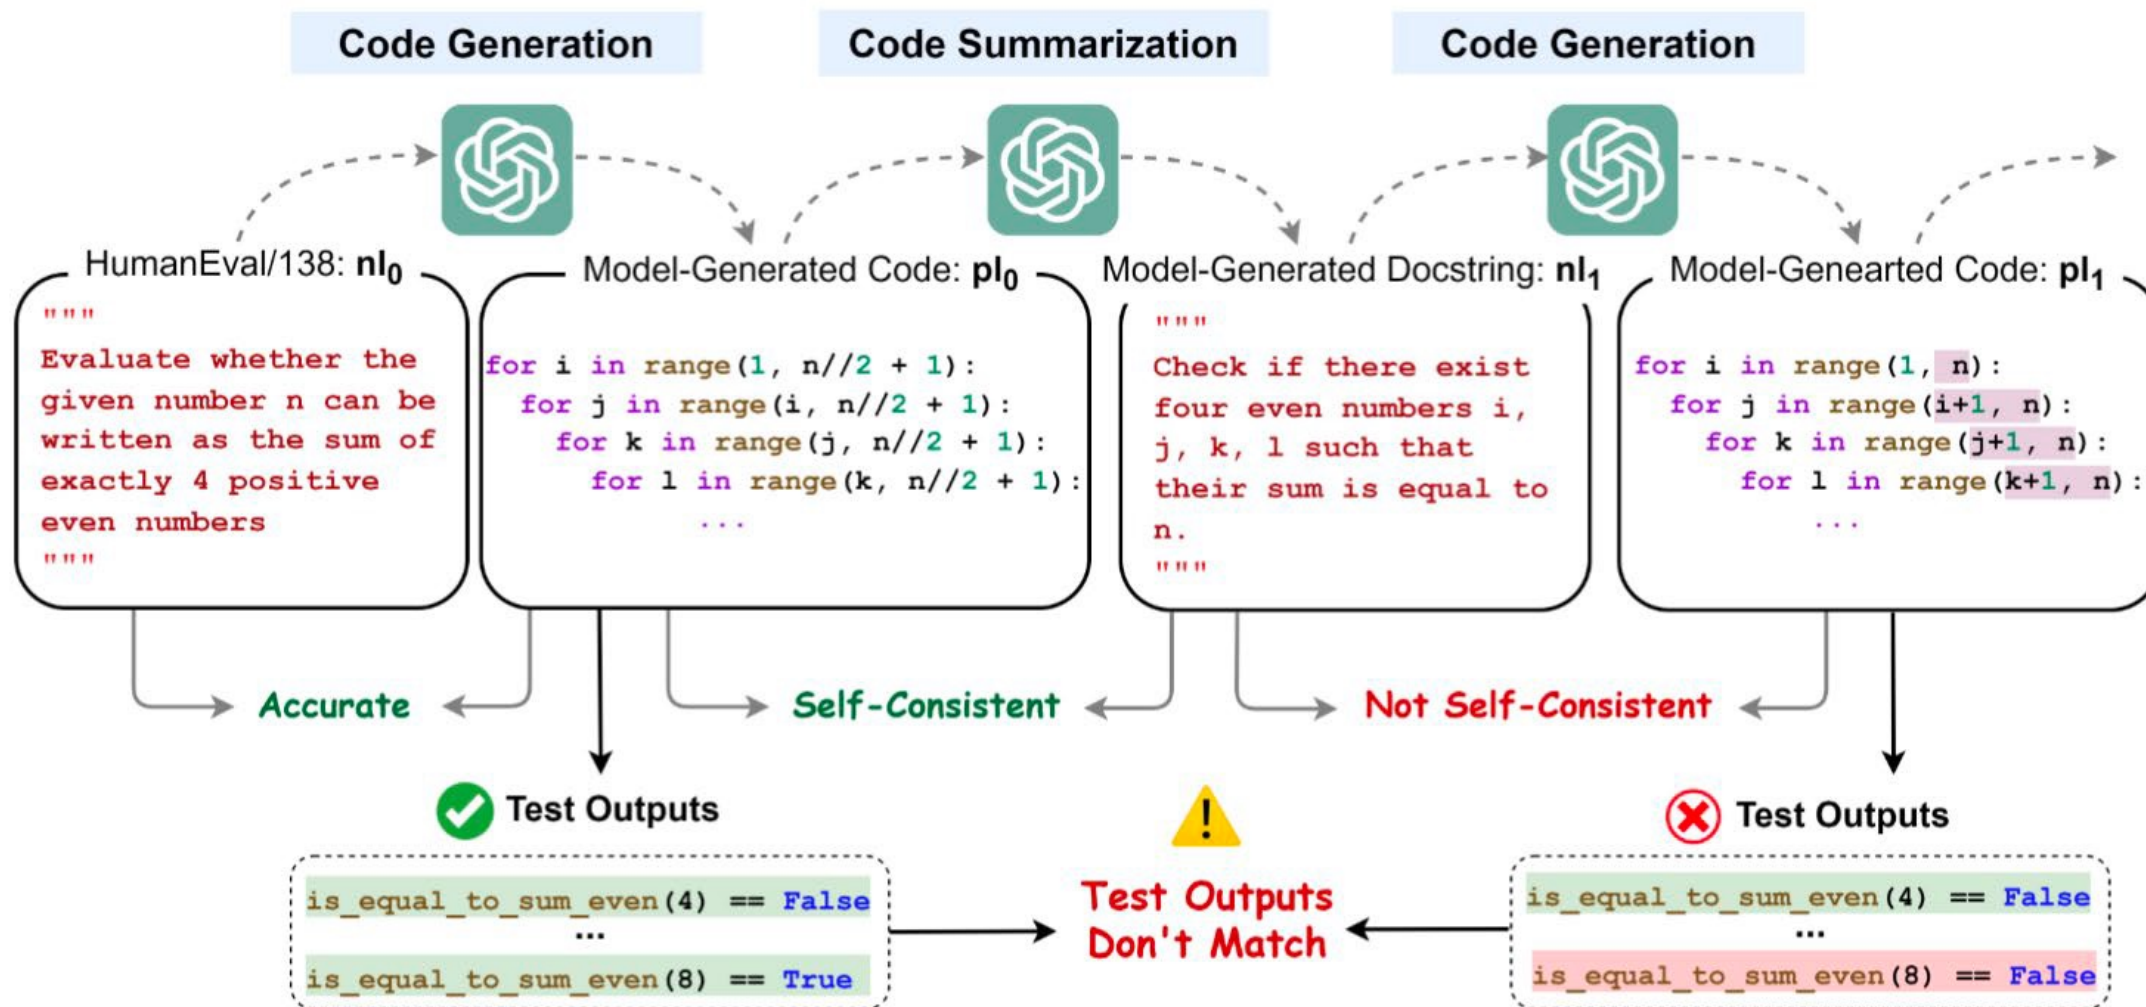 Code Generation
Code Summarization
Code Generation
HumanEval/138: nl0
"""
Evaluate whether the
given number n can be
written as the sum of
exactly 4 positive
even numbers
"""
Model-Generated Code: pl0
for i in range(1, n//2 + 1):
for j in range(i, n//2 + 1):
for k in range(j, n//2 + 1):
for l in range(k, n//2 + 1):
...
Model-Generated Docstring: nl1
"""
Check if there exist
four even numbers i,
j, k, l such that
their sum is equal to
n.
"""
Model-Genearted Code: pl1
for i in range(1, n):
for j in range(i+1, n):
for k in range(j+1, n):
for l in range(k+1, n):
...
Accurate
Self-Consistent
Not Self-Consistent
Test Outputs
is_equal_to_sum_even(4) == False
...
is_equal_to_sum_even(8) == True
!
Test Outputs
Don't Match
Test Outputs
is_equal_to_sum_even(4) == False
...
is_equal_to_sum_even(8) == False